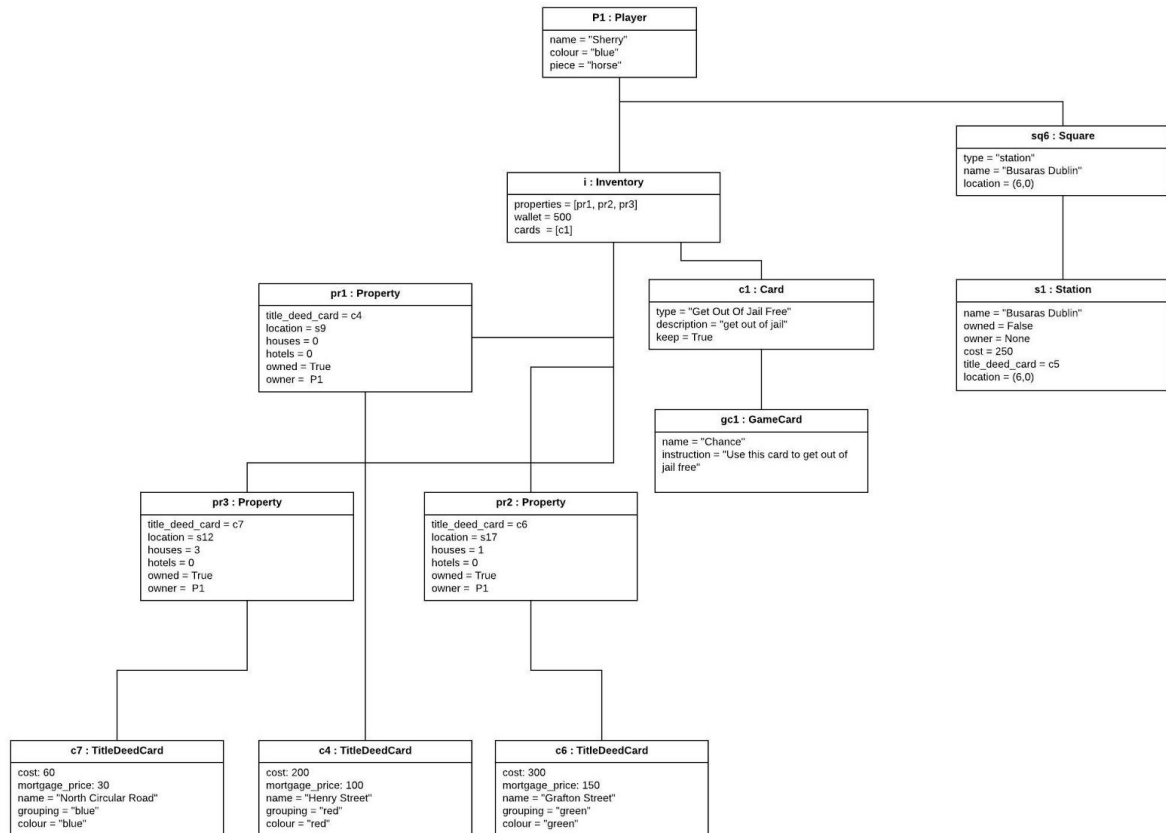 P1 : Player
name = "Sherry"
colour = "blue"
piece = "horse"
sq6 : Square
type = "station"
name = "Busaras Dublin"
location = (6,0)
i : Inventory
properties = [pr1, pr2, pr3]
wallet = 500
cards  = [c1]
pr1 : Property
title_deed_card = c4
location = s9
houses = 0
hotels = 0
owned = True
owner =  P1
c1 : Card
type = "Get Out Of Jail Free"
description = "get out of jail"
keep = True
s1 : Station
name = "Busaras Dublin"
owned = False
owner = None
cost = 250
title_deed_card = c5
location = (6,0)
gc1 : GameCard
name = "Chance"
instruction = "Use this card to get out of
jail free"
pr3 : Property
title_deed_card = c7
location = s12
houses = 3
hotels = 0
owned = True
owner =  P1
pr2 : Property
title_deed_card = c6
location = s17
houses = 1
hotels = 0
owned = True
owner =  P1
c7 : TitleDeedCard
cost: 60
mortgage_price: 30
name = "North Circular Road"
grouping = "blue"
colour = "blue"
c4 : TitleDeedCard
cost: 200
mortgage_price: 100
name = "Henry Street"
grouping = "red"
colour = "red"
c6 : TitleDeedCard
cost: 300
mortgage_price: 150
name = "Grafton Street"
grouping = "green"
colour = "green"